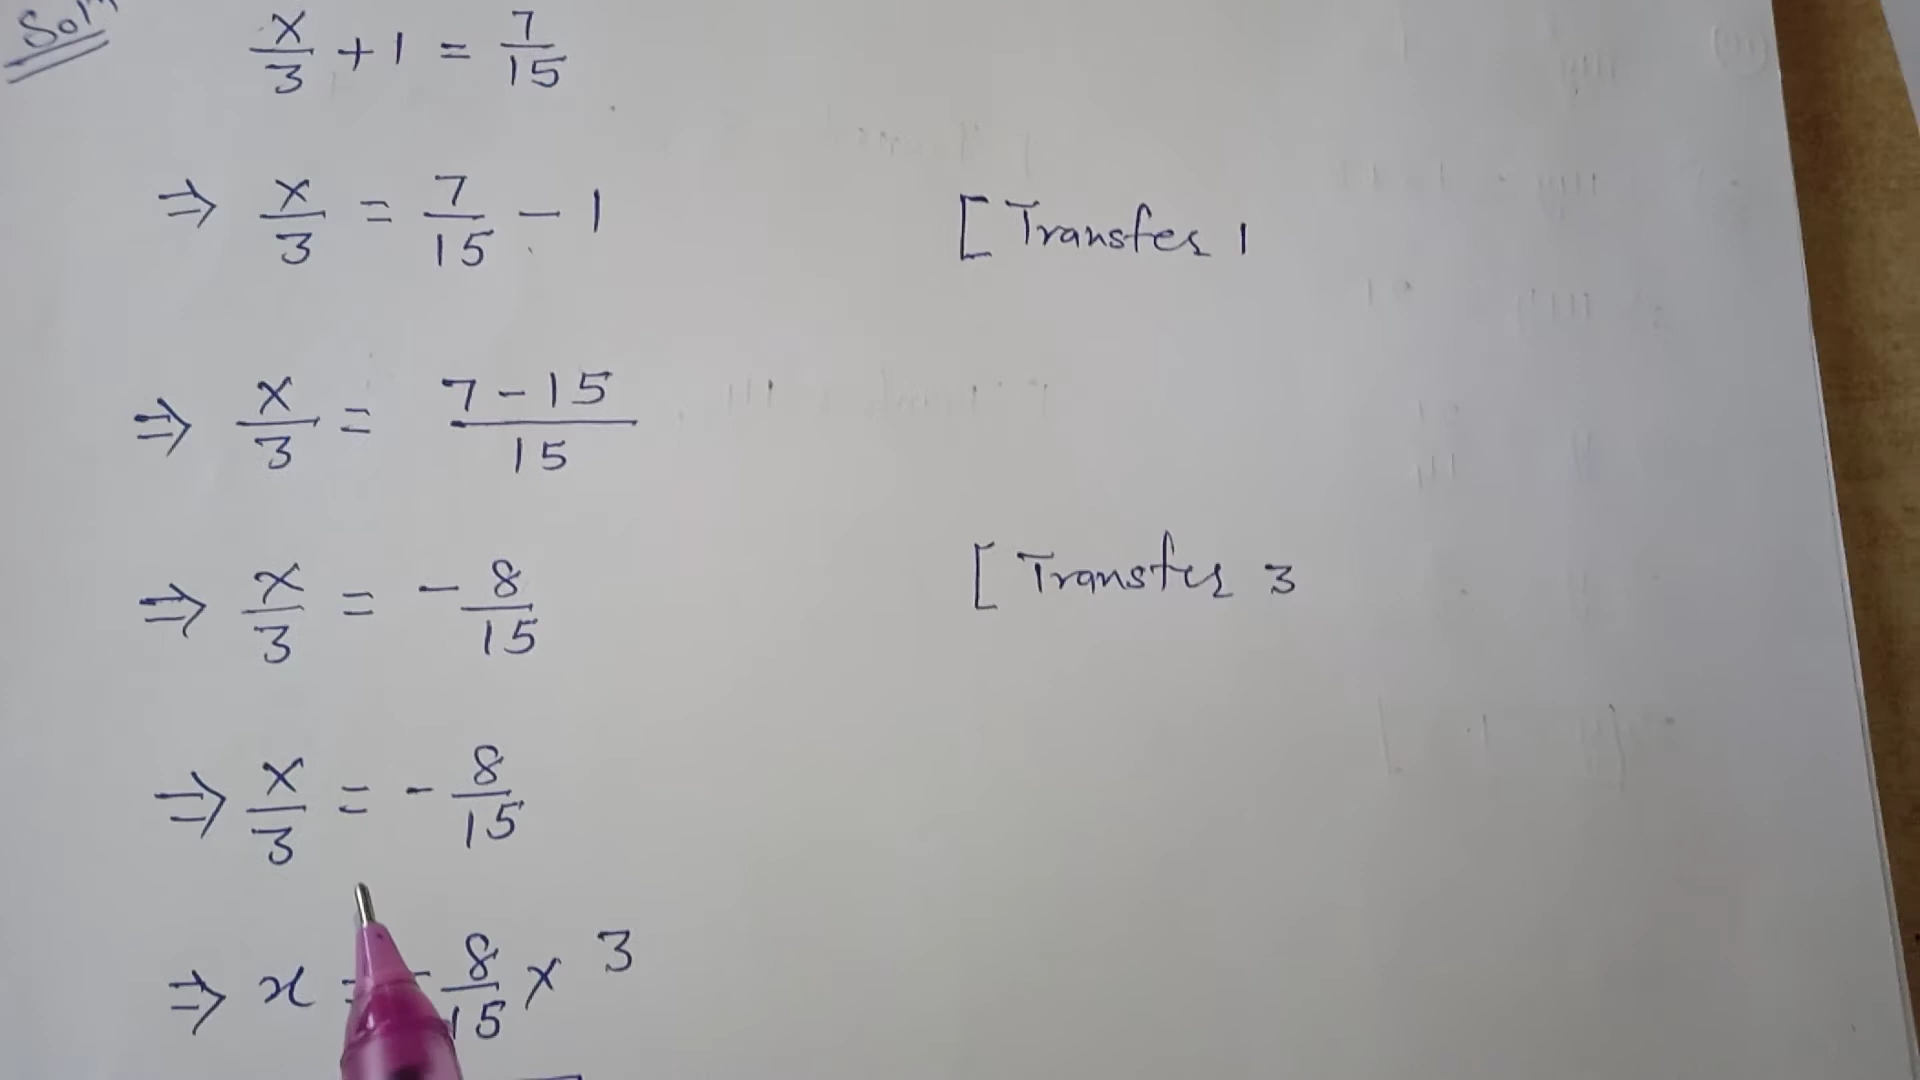 Soln
x/3 + 1 = 7/15
⇒ x/3 = 7/15 - 1 [ Transfer 1
⇒ x/3 = 7 - 15/15
⇒ x/3 = - 8/15 [ Transfer 3
⇒ x/3 = - 8/15
⇒ x = - 8/15 × 3